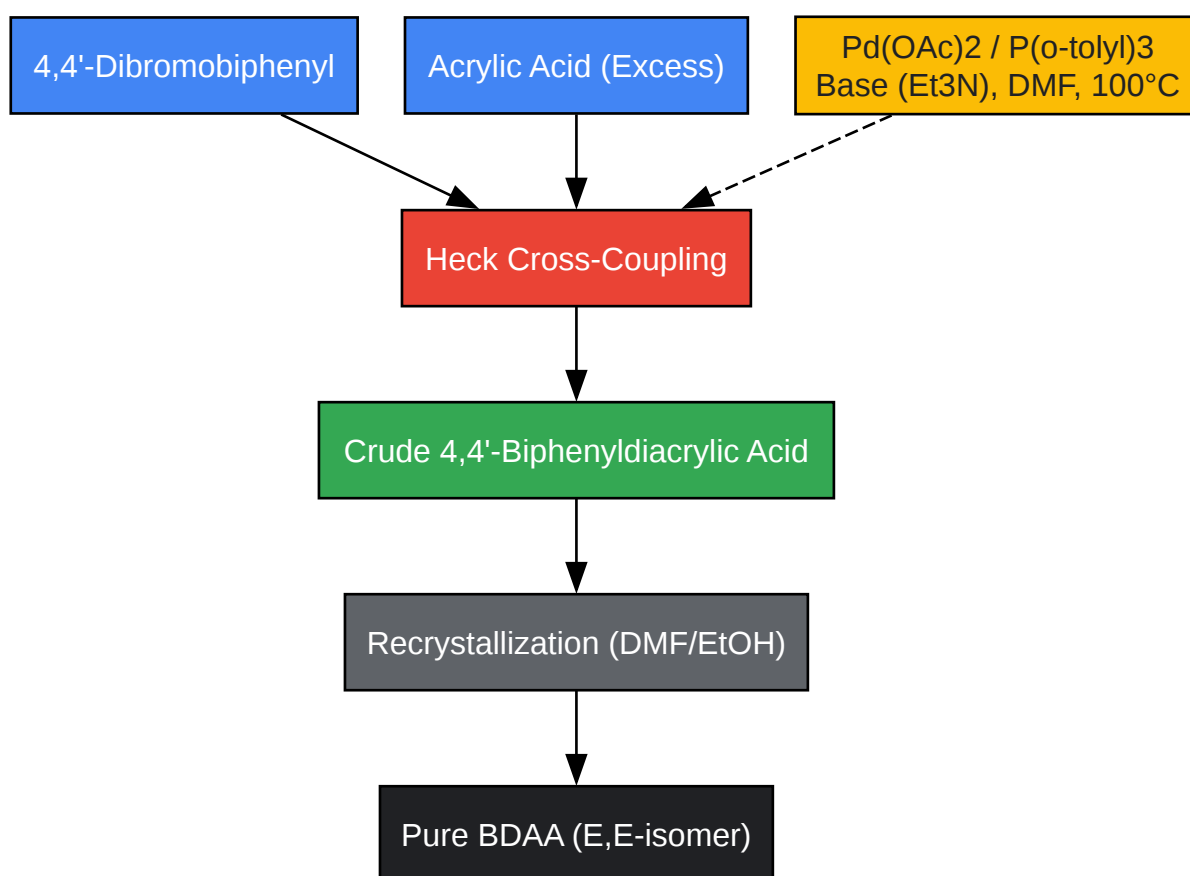 4,4'-Dibromobiphenyl
Acrylic Acid (Excess)
Pd(OAc)2 / P(o-tolyl)3
Base (Et3N), DMF, 100°C
Heck Cross-Coupling
Crude 4,4'-Biphenyldiacrylic Acid
Recrystallization (DMF/EtOH)
Pure BDAA (E,E-isomer)